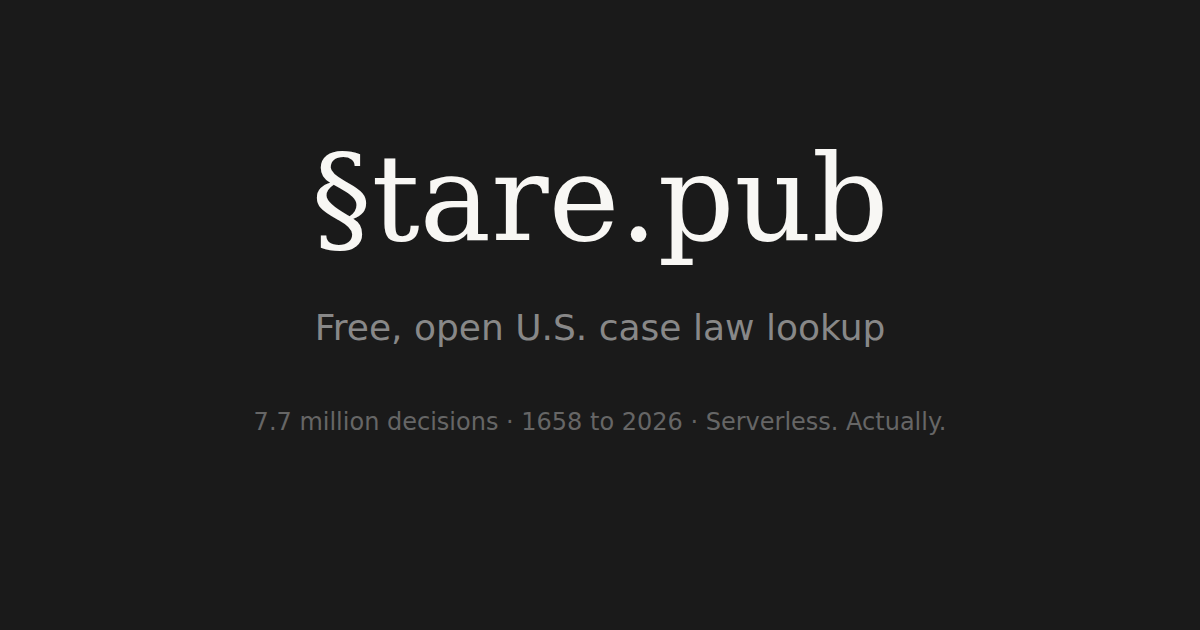 §tare.pub
Free, open U.S. case law lookup
7.7 million decisions · 1658 to 2026 · Serverless. Actually.